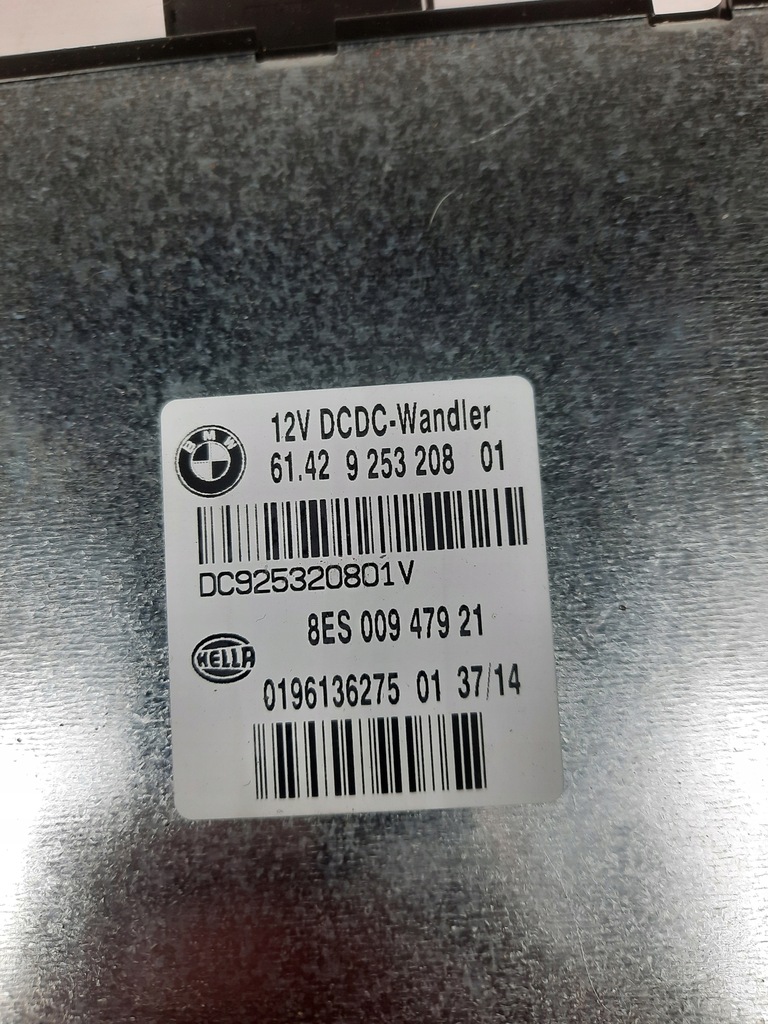 BMW
12V DCDC-Wandler
61.42 9 253 208 01
DC925320801V
8ES 009 479 21
HELLA
0196136275 01 37/14